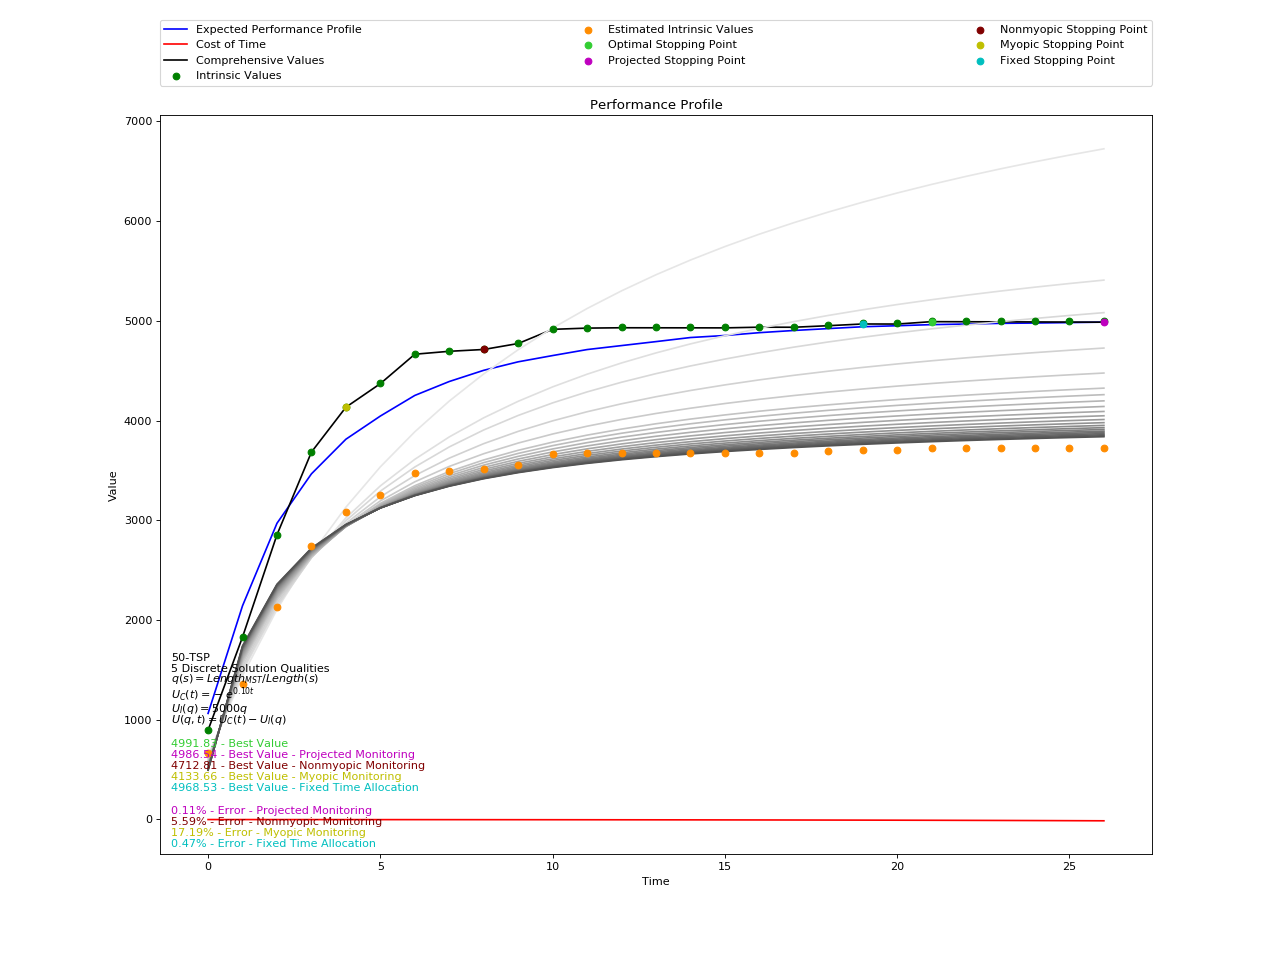 Expected Performance Profile
Cost of Time
Comprehensive Values
Intrinsic Values
Estimated Intrinsic Values
Optimal Stopping Point
Projected Stopping Point
Nonmyopic Stopping Point
Myopic Stopping Point
Fixed Stopping Point
Performance Profile
7000
6000
5000
4000
3000
2000
1000
0
Value
50-TSP
5 Discrete Solution Qualities
q(s) = Length_MST/Length(s)
U_C(t) = − e^0.10t
U_I(q) = 5000q
U(q, t) = U_C(t) − U_I(q)
4991.83 - Best Value
4986.54 - Best Value - Projected Monitoring
4712.81 - Best Value - Nonmyopic Monitoring
4133.66 - Best Value - Myopic Monitoring
4968.53 - Best Value - Fixed Time Allocation
0.11% - Error - Projected Monitoring
5.59% - Error - Nonmyopic Monitoring
17.19% - Error - Myopic Monitoring
0.47% - Error - Fixed Time Allocation
0 5 10 15 20 25
Time